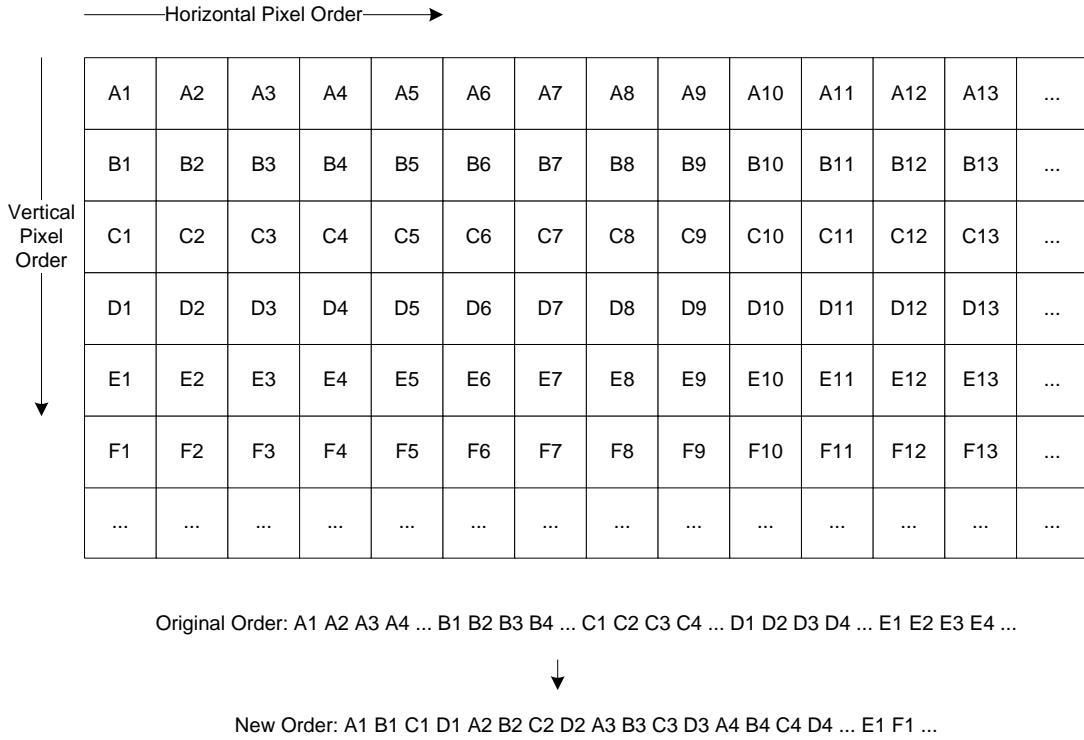 Horizontal Pixel Order
A1 A2 A3 A4 A5 A6 A7 A8 A9 A10 A11 A12 A13 ...
B1 B2 B3 B4 B5 B6 B7 B8 B9 B10 B11 B12 B13 ...
Vertical
Pixel
Order
C1 C2 C3 C4 C5 C6 C7 C8 C9 C10 C11 C12 C13 ...
D1 D2 D3 D4 D5 D6 D7 D8 D9 D10 D11 D12 D13 ...
E1 E2 E3 E4 E5 E6 E7 E8 E9 E10 E11 E12 E13 ...
F1 F2 F3 F4 F5 F6 F7 F8 F9 F10 F11 F12 F13 ...
... ... ... ... ... ... ... ... ... ... ... ... ... ...
Original Order: A1 A2 A3 A4 ... B1 B2 B3 B4 ... C1 C2 C3 C4 ... D1 D2 D3 D4 ... E1 E2 E3 E4 ...
New Order: A1 B1 C1 D1 A2 B2 C2 D2 A3 B3 C3 D3 A4 B4 C4 D4 ... E1 F1 ...